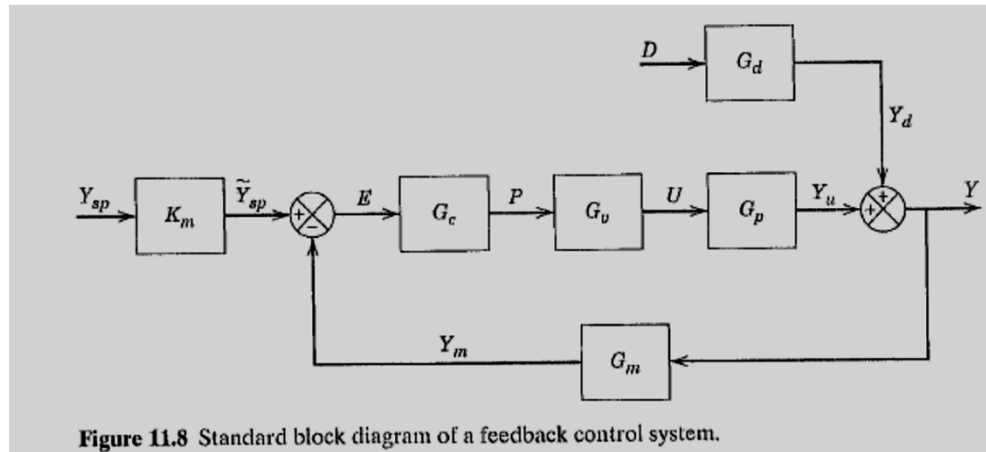 D
G_d
Y_d
Y_sp
K_m
Ỹ_sp
+
−
E
G_c
P
G_v
U
G_p
Y_u
+
+
Y
Y_m
G_m
Figure 11.8 Standard block diagram of a feedback control system.